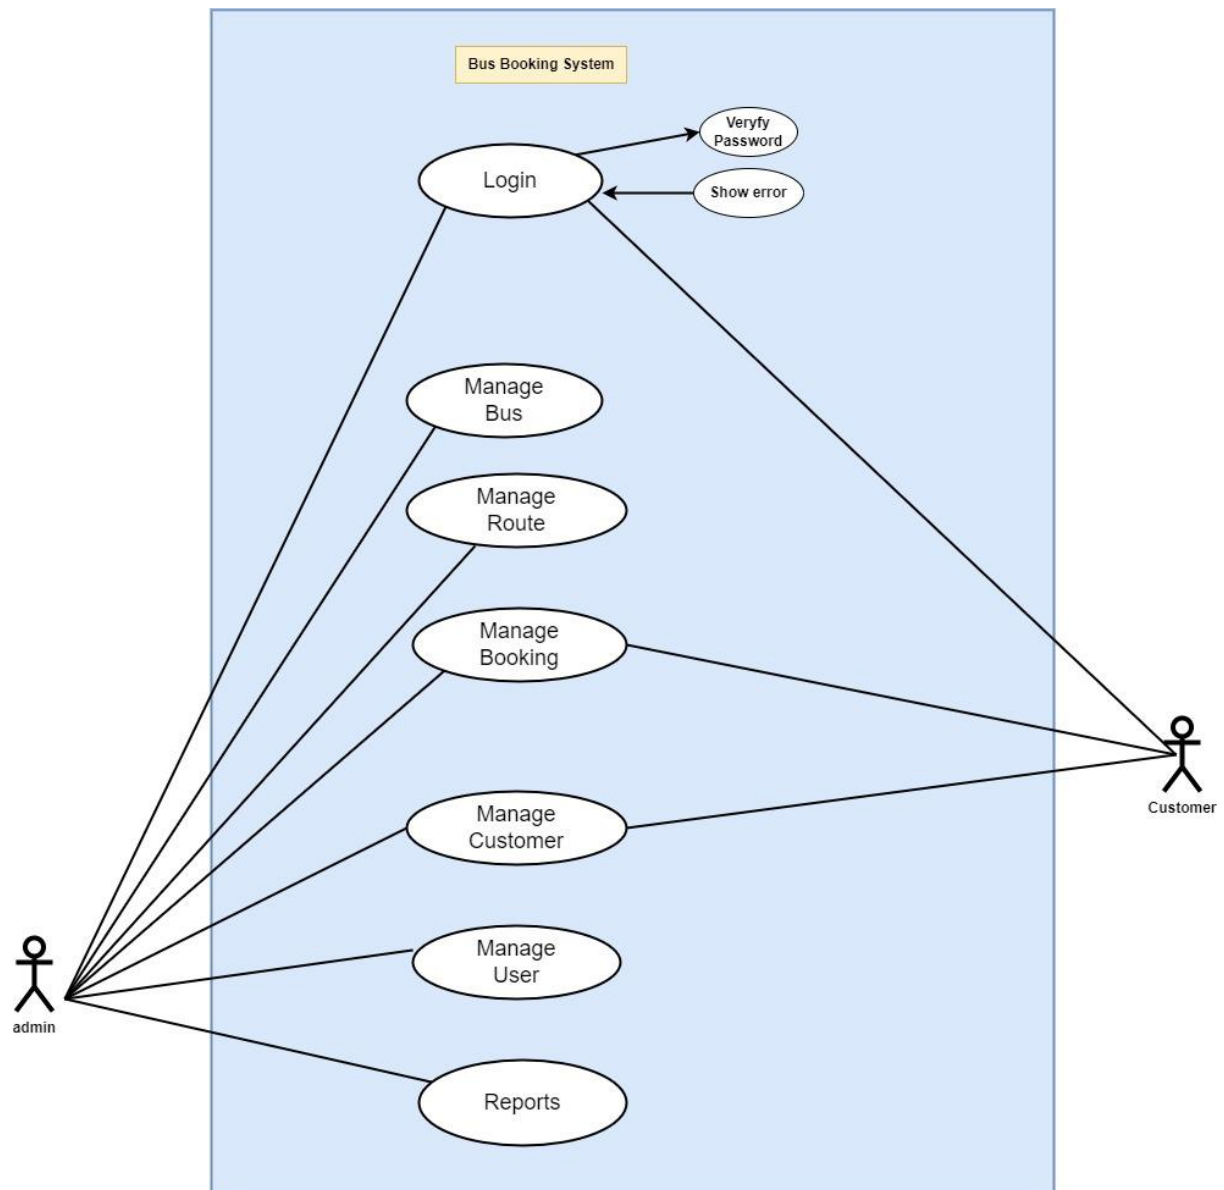 Bus Booking System
Veryfy
Password
Login
Show error
Manage
Bus
Manage
Route
Manage
Booking
Manage
Customer
Customer
Manage
User
admin
Reports